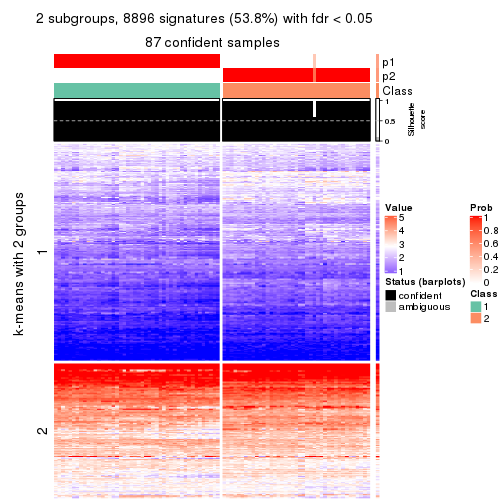 2 subgroups, 8896 signatures (53.8%) with fdr < 0.05
87 confident samples
p1
p2
Class
1
0.5
0
Silhouette
score
k-means with 2 groups
1
2
Value
5
4
3
2
1
Prob
1
0.8
0.6
0.4
0.2
0
Status (barplots)
confident
ambiguous
Class
1
2